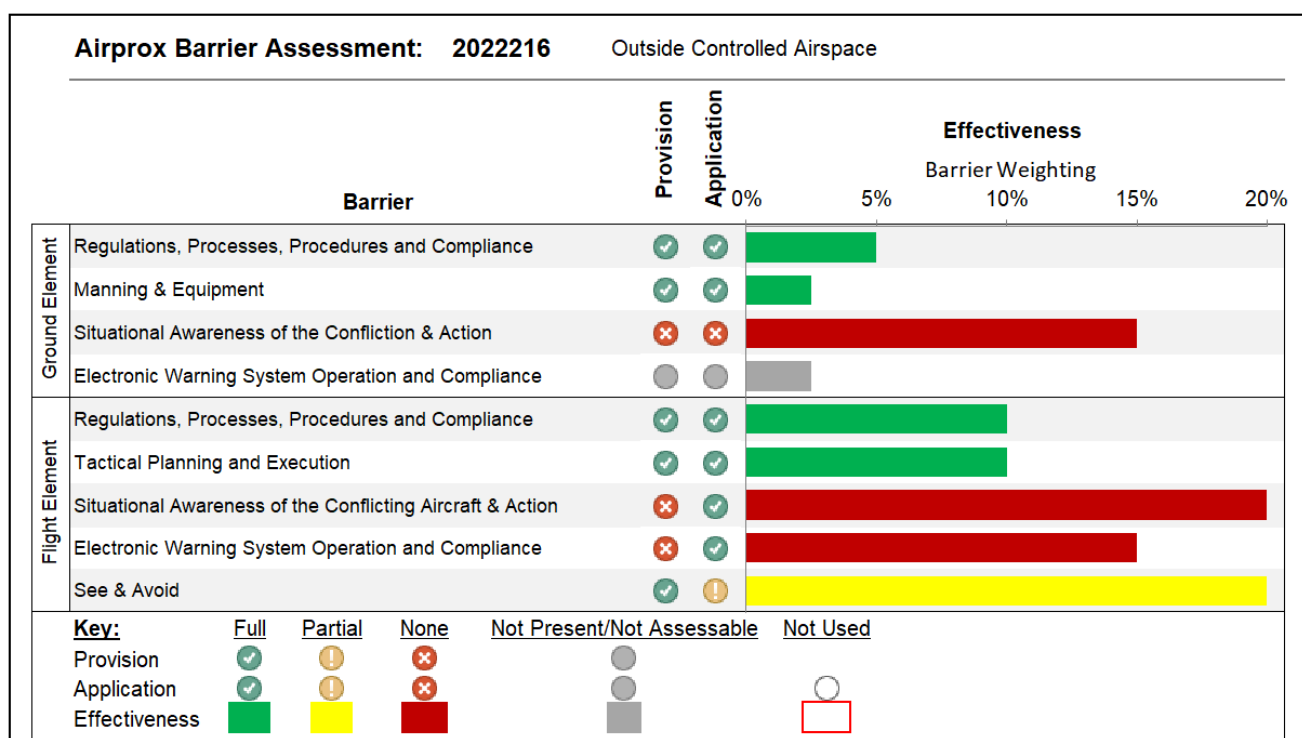 Airprox Barrier Assessment: 2022216 Outside Controlled Airspace
Barrier Provision Application Effectiveness
Barrier Weighting
0% 5% 10% 15% 20%
Ground Element
Regulations, Processes, Procedures and Compliance
Manning & Equipment
Situational Awareness of the Confliction & Action
Electronic Warning System Operation and Compliance
Flight Element
Regulations, Processes, Procedures and Compliance
Tactical Planning and Execution
Situational Awareness of the Conflicting Aircraft & Action
Electronic Warning System Operation and Compliance
See & Avoid
Key: Full Partial None Not Present/Not Assessable Not Used
Provision
Application
Effectiveness